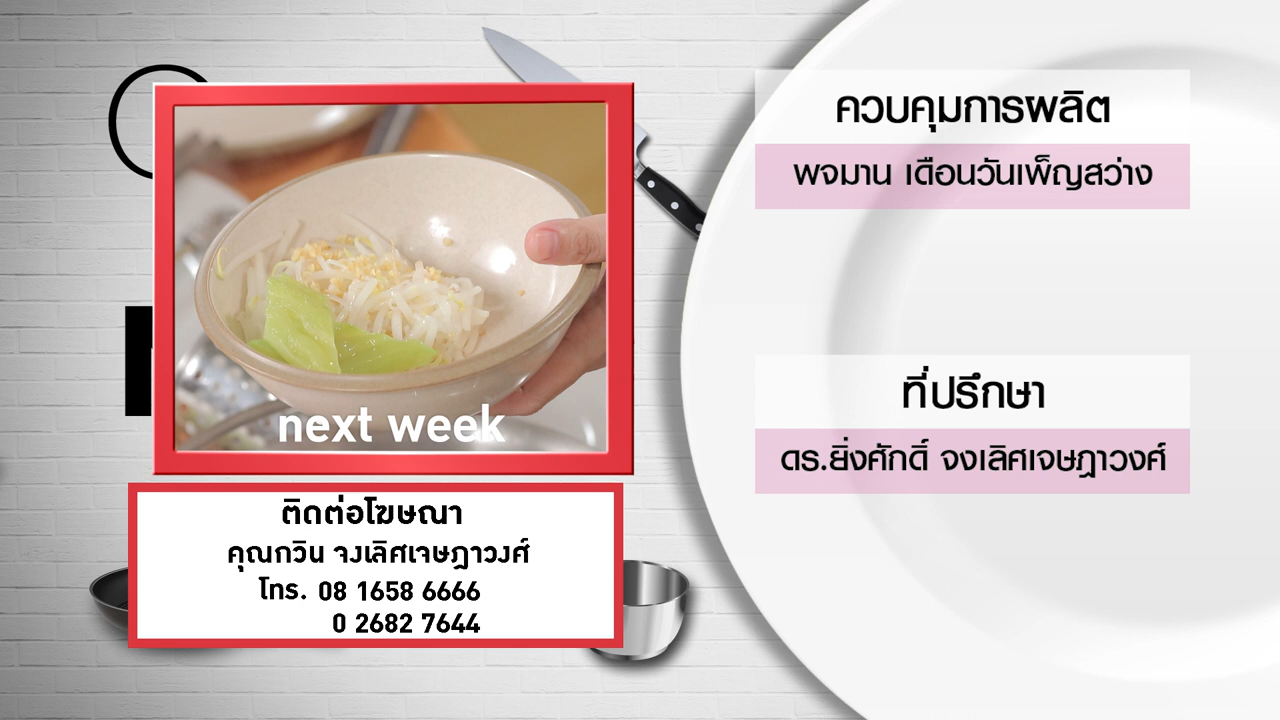 next week
ติดต่อโฆษณา
คุณกวิน จงเลิศเจษฎาวงศ์
โทร. 08 1658 6666
0 2682 7644
ควบคุมการผลิต
พจมาน เดือนวันเพ็ญสว่าง
ที่ปรึกษา
ดร.ยิ่งศักดิ์ จงเลิศเจษฎาวงศ์